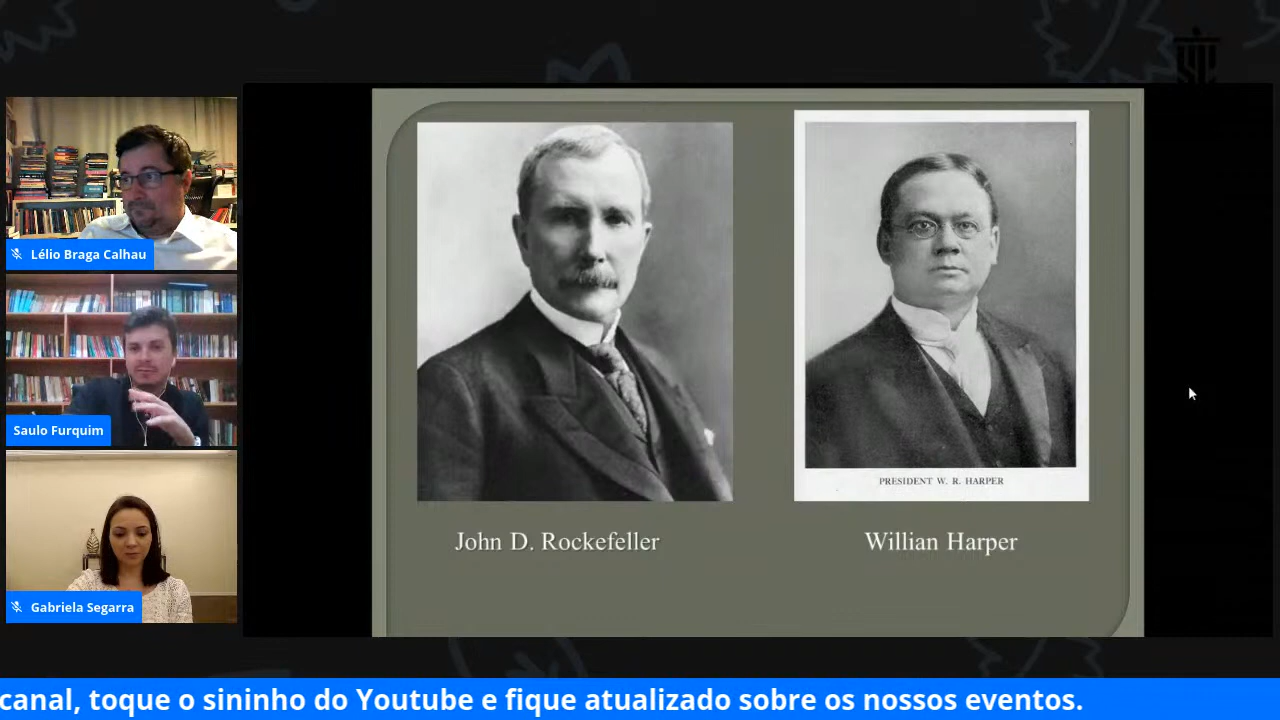 Lélio Braga Calhau
Saulo Furquim
Gabriela Segarra
PRESIDENT W. R. HARPER
John D. Rockefeller
Willian Harper
canal, toque o sininho do Youtube e fique atualizado sobre os nossos eventos.